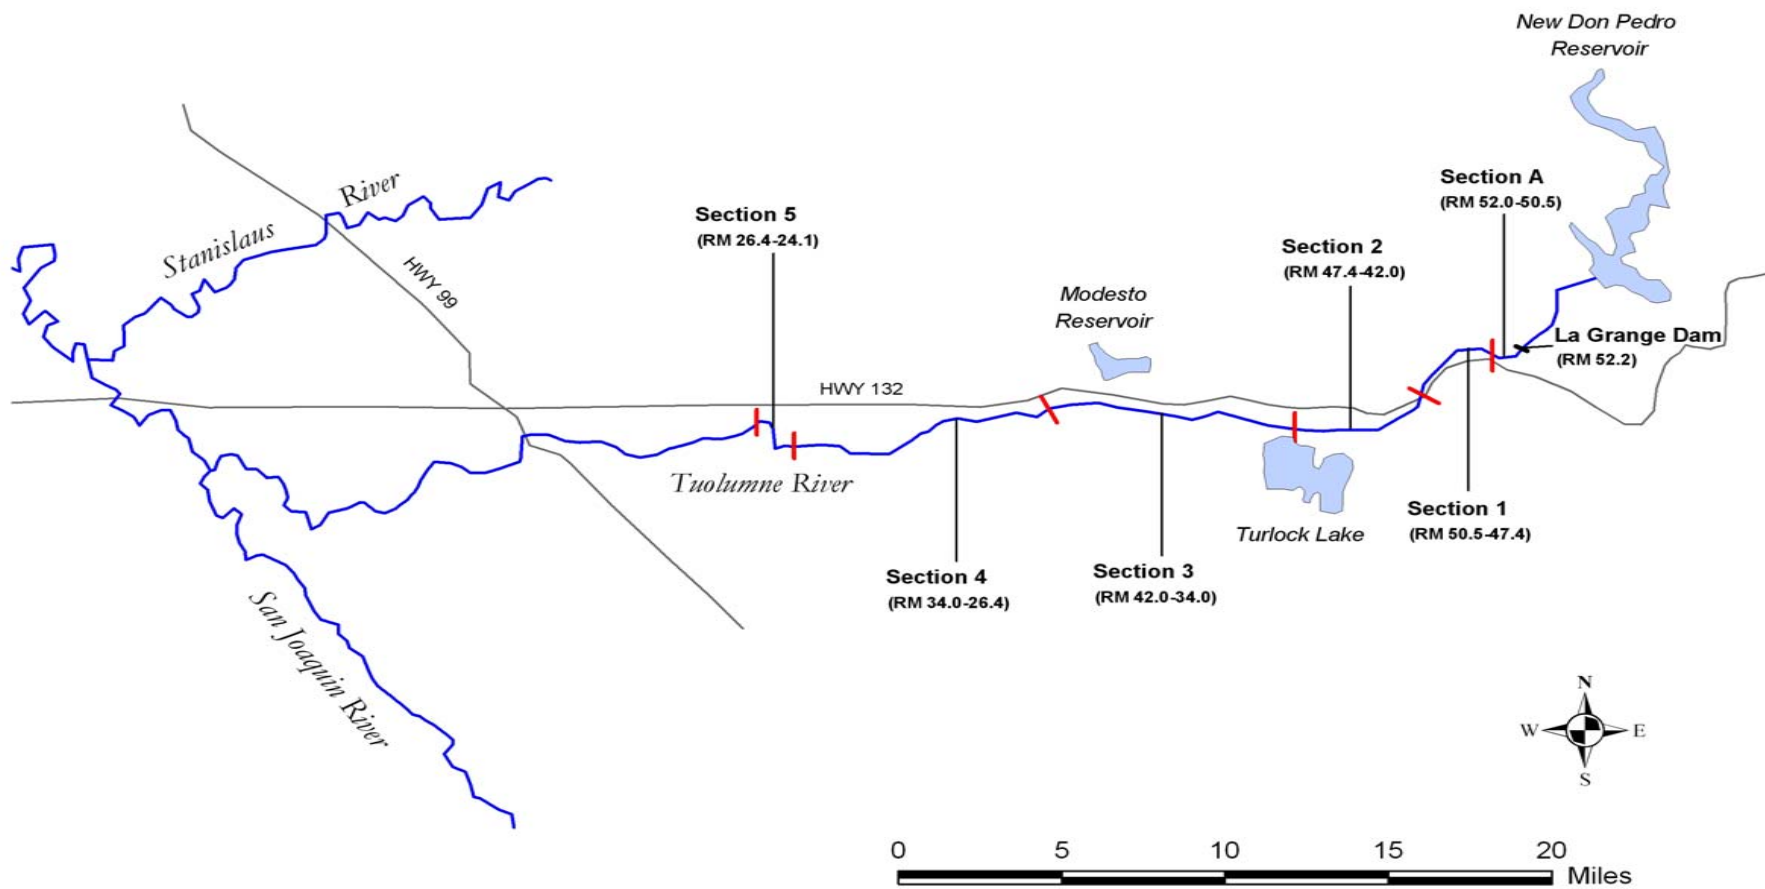 New Don Pedro
Reservoir
Section A
(RM 52.0-50.5)
River
Stanislaus
Section 5
(RM 26.4-24.1)
Section 2
(RM 47.4-42.0)
HWY 99
Modesto
Reservoir
La Grange Dam
(RM 52.2)
HWY 132
Tuolumne River
Section 1
(RM 50.5-47.4)
Turlock Lake
Section 4
(RM 34.0-26.4)
Section 3
(RM 42.0-34.0)
San Joaquin River
N
W E
S
0 5 10 15 20
Miles